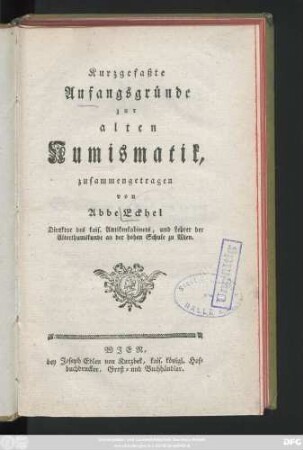 Kurzgefaßte
Anfangsgründe
zur
alten
Numismatik,
zusammengetragen
von
Abbe Eckhel
Direktor des kais. Antikenkabinets, und Lehrer der
Alterthumskunde an der hohen Schule zu Wien.
WIEN,
bey Joseph Edlen von Kurzbek, kais. königl. Hof-
buchdrucker, Groß- und Buchhändler.